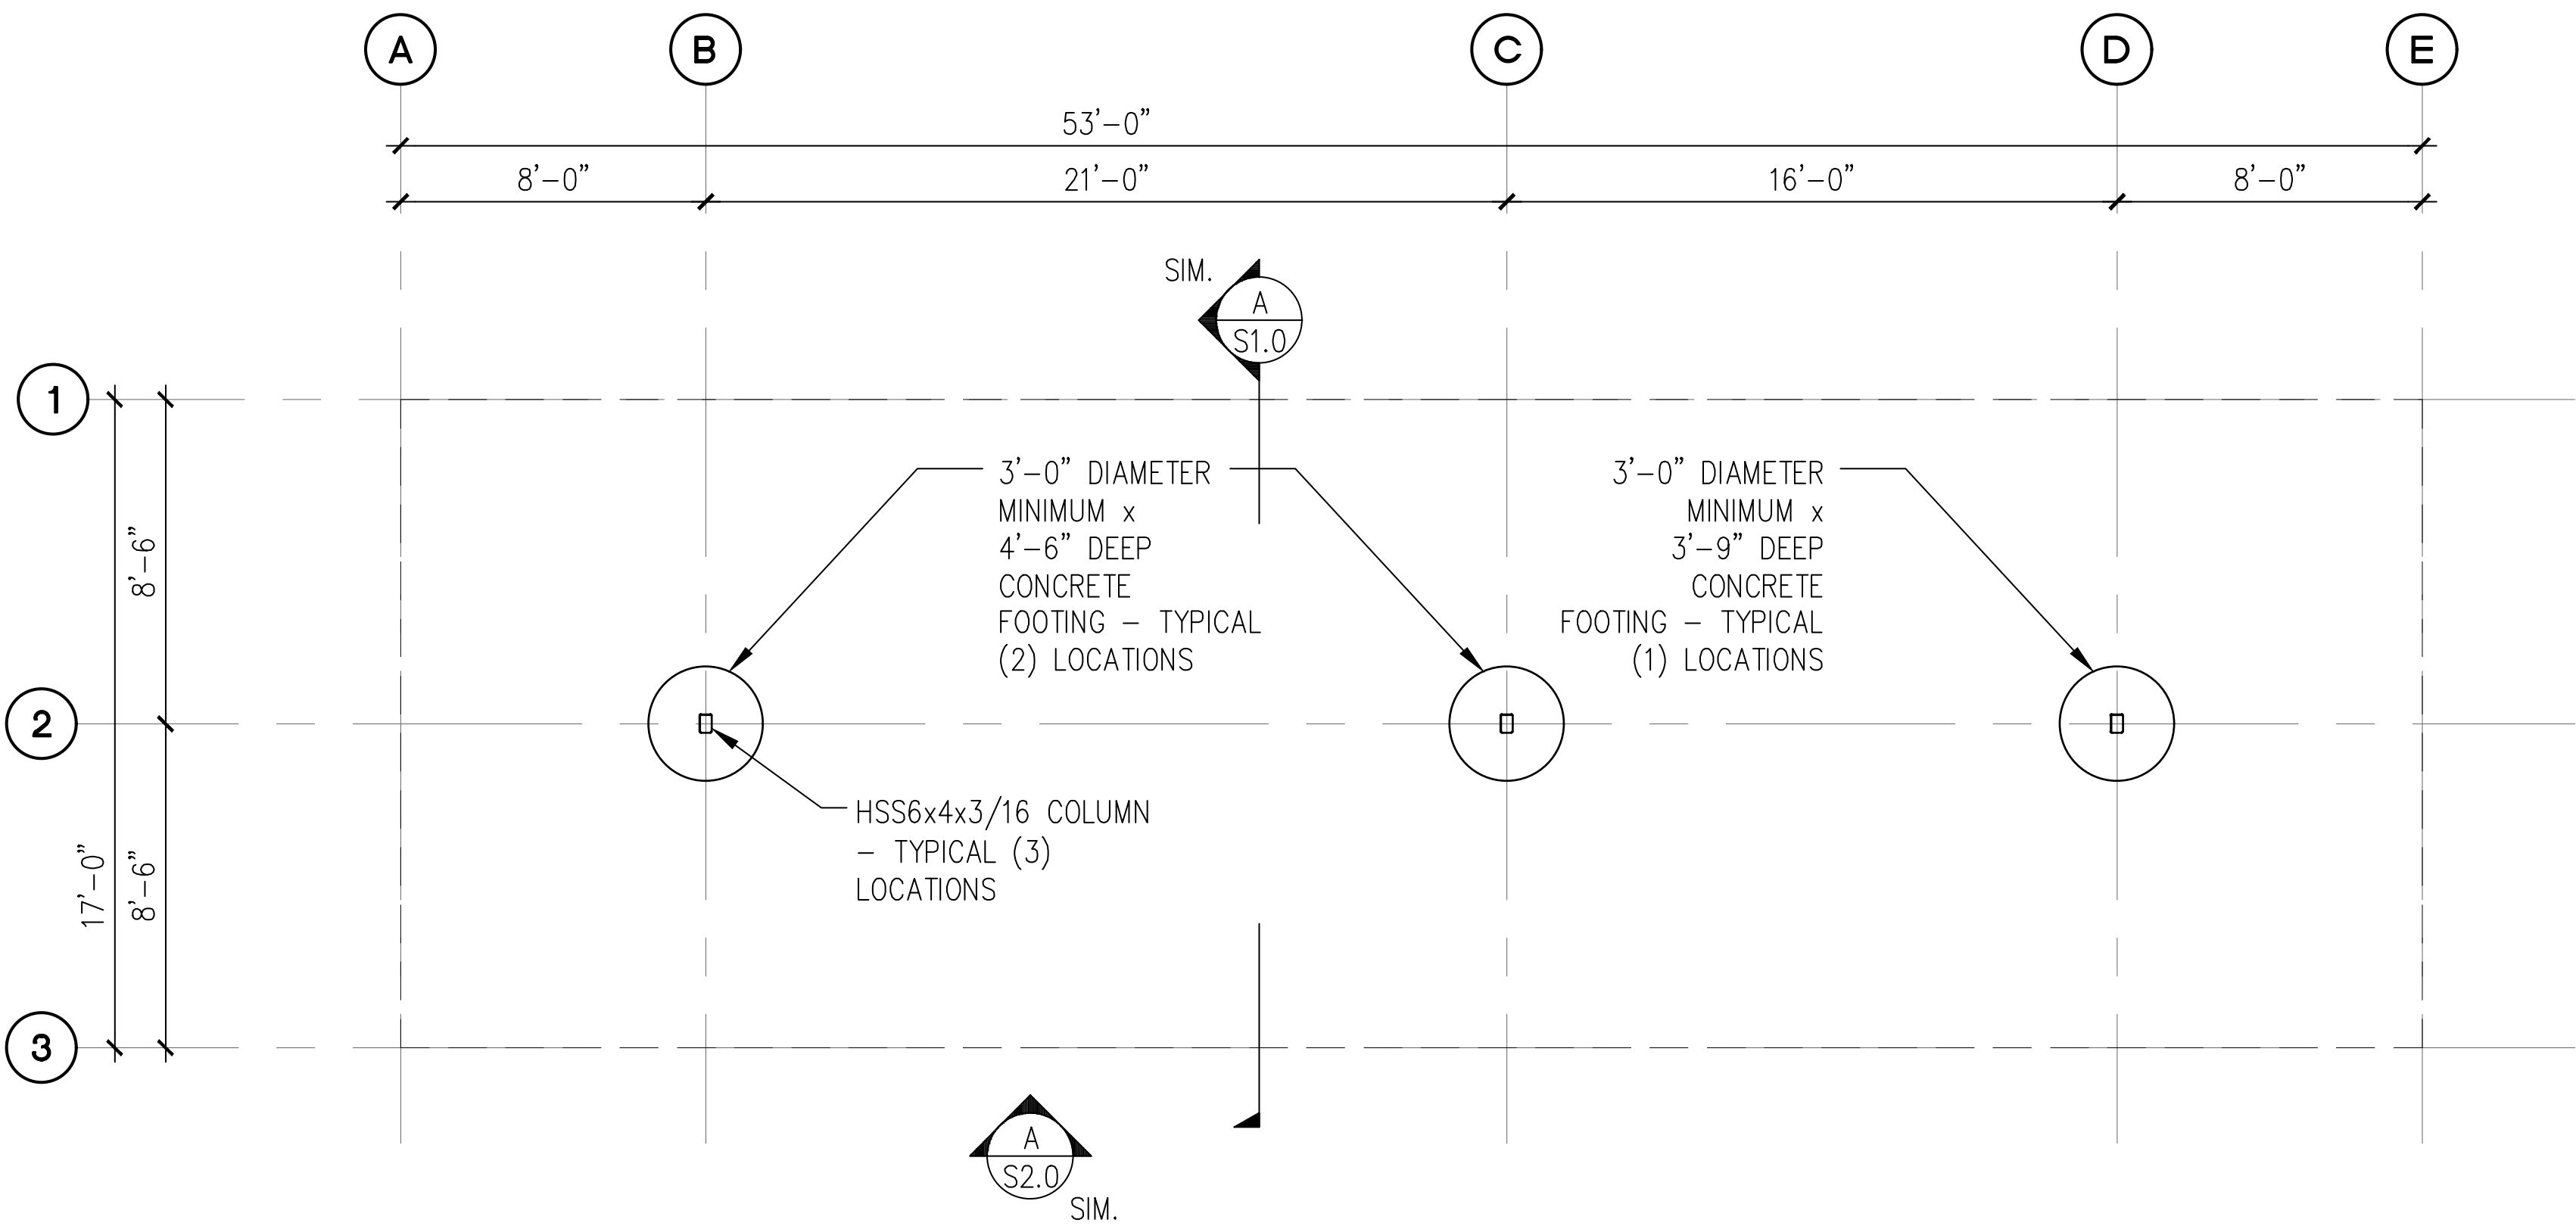 A
B
C
D
E
53'-0"
8'-0"
21'-0"
16'-0"
8'-0"
SIM.
A
S1.0
1
3'-0" DIAMETER
MINIMUM x
4'-6" DEEP
CONCRETE
FOOTING - TYPICAL
(2) LOCATIONS
3'-0" DIAMETER
MINIMUM x
3'-9" DEEP
CONCRETE
FOOTING - TYPICAL
(1) LOCATIONS
8'-6"
2
HSS6x4x3/16 COLUMN
- TYPICAL (3)
LOCATIONS
17'-0"
8'-6"
3
A
S2.0
SIM.